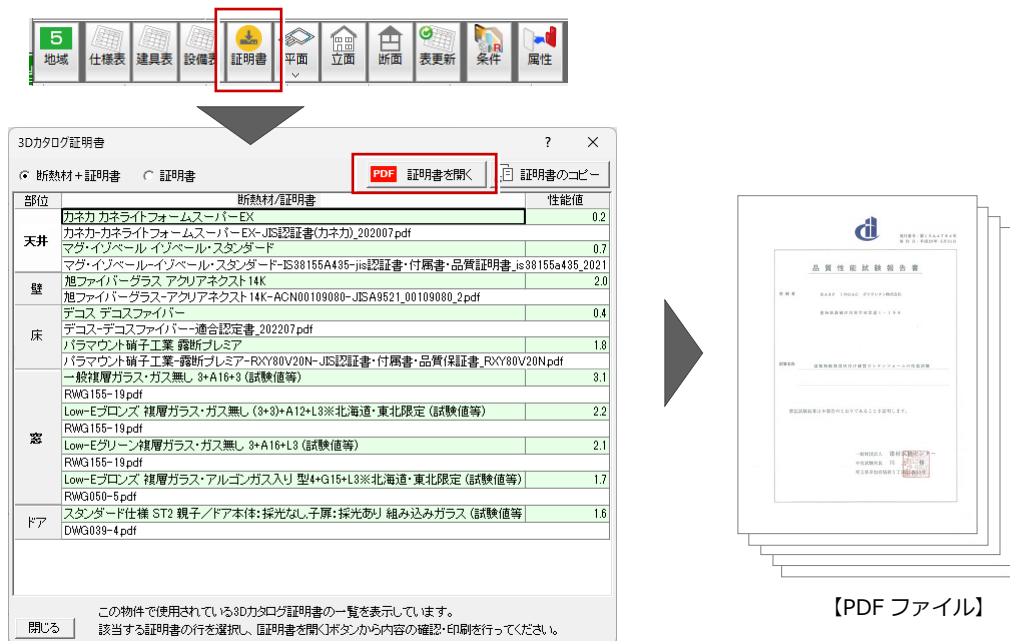 5
地域 仕様表 建具表 設備表 証明書 平面 立面 断面 表更新 条件 属性
3Dカタログ証明書 ? ×
断熱材+証明書 証明書 PDF 証明書を開く 証明書のコピー
部位 断熱材/証明書 性能値
天井
カネカ カネライトフォームスーパーEX 0.2
カネカ-カネライトフォームスーパーEX-JIS認証書(カネカ)_202007.pdf
マグ・イゾベール イゾベール・スタンダード 0.7
マグ・イゾベール-イゾベール・スタンダード-IS38155A435-jis認証書・付属書・品質証明書_is38155a435_2021
壁
旭ファイバーグラス アクリアネクスト14K 2.0
旭ファイバーグラス-アクリアネクスト14K-ACN00109080-JISA9521_00109080_2.pdf
床
デコス デコスファイバー 0.4
デコス-デコスファイバー-適合認定書_202207.pdf
パラマウント硝子工業 露断プレミア 1.8
パラマウント硝子工業-露断プレミア-RXY80V20N-JIS認証書・付属書・品質保証書_RXY80V20N.pdf
窓
一般複層ガラス・ガス無し 3+A16+3 (試験値等) 3.1
RWG155-19.pdf
Low-Eブロンズ 複層ガラス・ガス無し (3+3)+A12+L3※北海道・東北限定 (試験値等) 2.2
RWG155-19.pdf
Low-Eグリーン複層ガラス・ガス無し 3+A16+L3 (試験値等) 2.1
RWG155-19.pdf
Low-Eブロンズ 複層ガラス・アルゴンガス入り 型4+G15+L3※北海道・東北限定 (試験値等) 1.7
RWG050-5.pdf
ドア
スタンダード仕様 ST2 親子/ドア本体:採光なし,子扉:採光あり 組み込みガラス (試験値等 1.6
DWG039-4.pdf
この物件で使用されている3Dカタログ証明書の一覧を表示しています。
閉じる 該当する証明書の行を選択し、[証明書を開く]ボタンから内容の確認・印刷を行ってください。
品質性能試験報告書
【PDF ファイル】